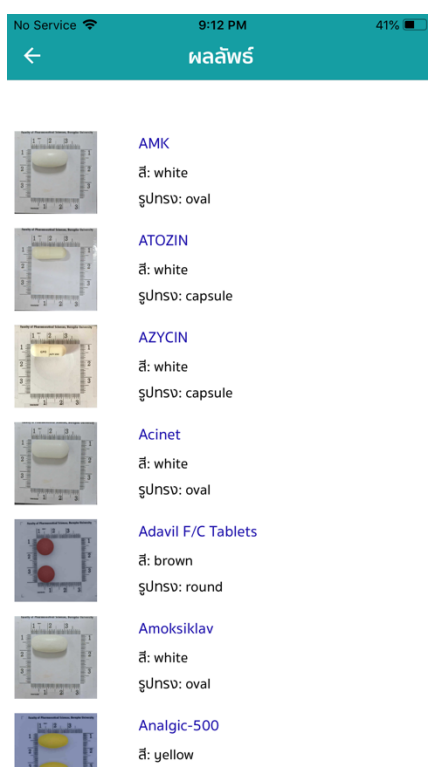 No Service 9:12 PM 41%
ผลลัพธ์
AMK
สี: white
รูปทรง: oval
ATOZIN
สี: white
รูปทรง: capsule
AZYCIN
สี: white
รูปทรง: capsule
Acinet
สี: white
รูปทรง: oval
Adavil F/C Tablets
สี: brown
รูปทรง: round
Amoksiklav
สี: white
รูปทรง: oval
Analgic-500
สี: yellow